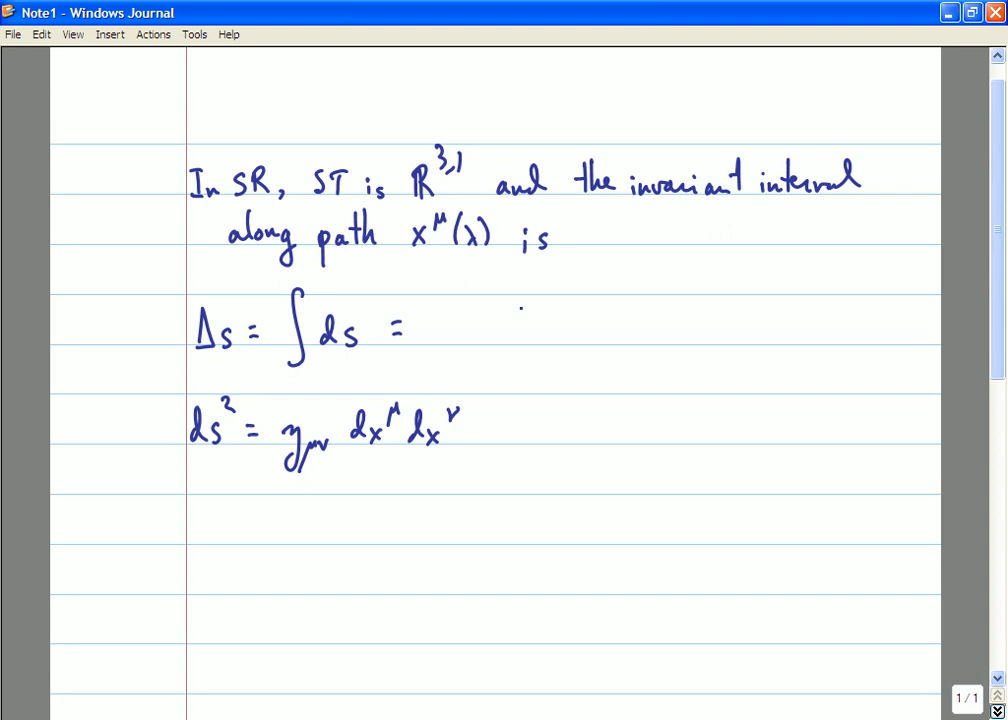 Note1 - Windows Journal
File Edit View Insert Actions Tools Help
In SR, ST is ℝ^{3,1} and the invariant interval
along path x^μ(λ) is
Δs = ∫ ds =
ds² = η_{μν} dx^μ dx^ν
1 / 1